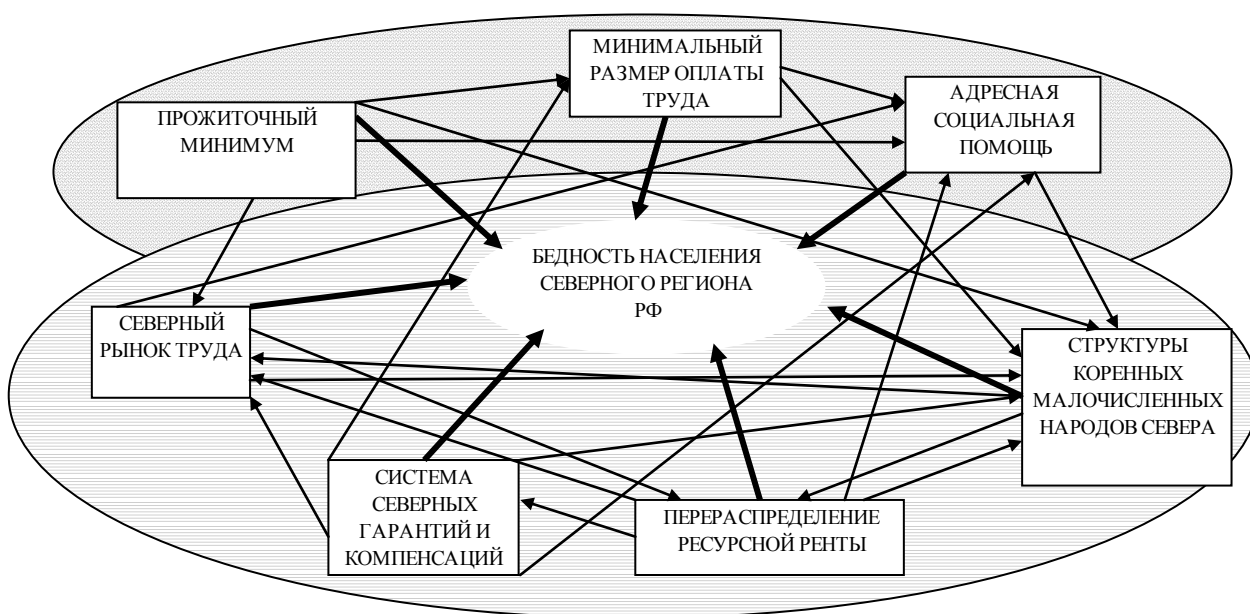 МИНИМАЛЬНЫЙ
РАЗМЕР ОПЛАТЫ
ТРУДА
ПРОЖИТОЧНЫЙ
МИНИМУМ
АДРЕСНАЯ
СОЦИАЛЬНАЯ
ПОМОЩЬ
БЕДНОСТЬ НАСЕЛЕНИЯ
СЕВЕРНОГО РЕГИОНА
РФ
СЕВЕРНЫЙ
РЫНОК ТРУДА
СТРУКТУРЫ
КОРЕННЫХ
МАЛОЧИСЛЕННЫХ
НАРОДОВ СЕВЕРА
СИСТЕМА
СЕВЕРНЫХ
ГАРАНТИЙ И
КОМПЕНСАЦИЙ
ПЕРЕРАСПРЕДЕЛЕНИЕ
РЕСУРСНОЙ РЕНТЫ